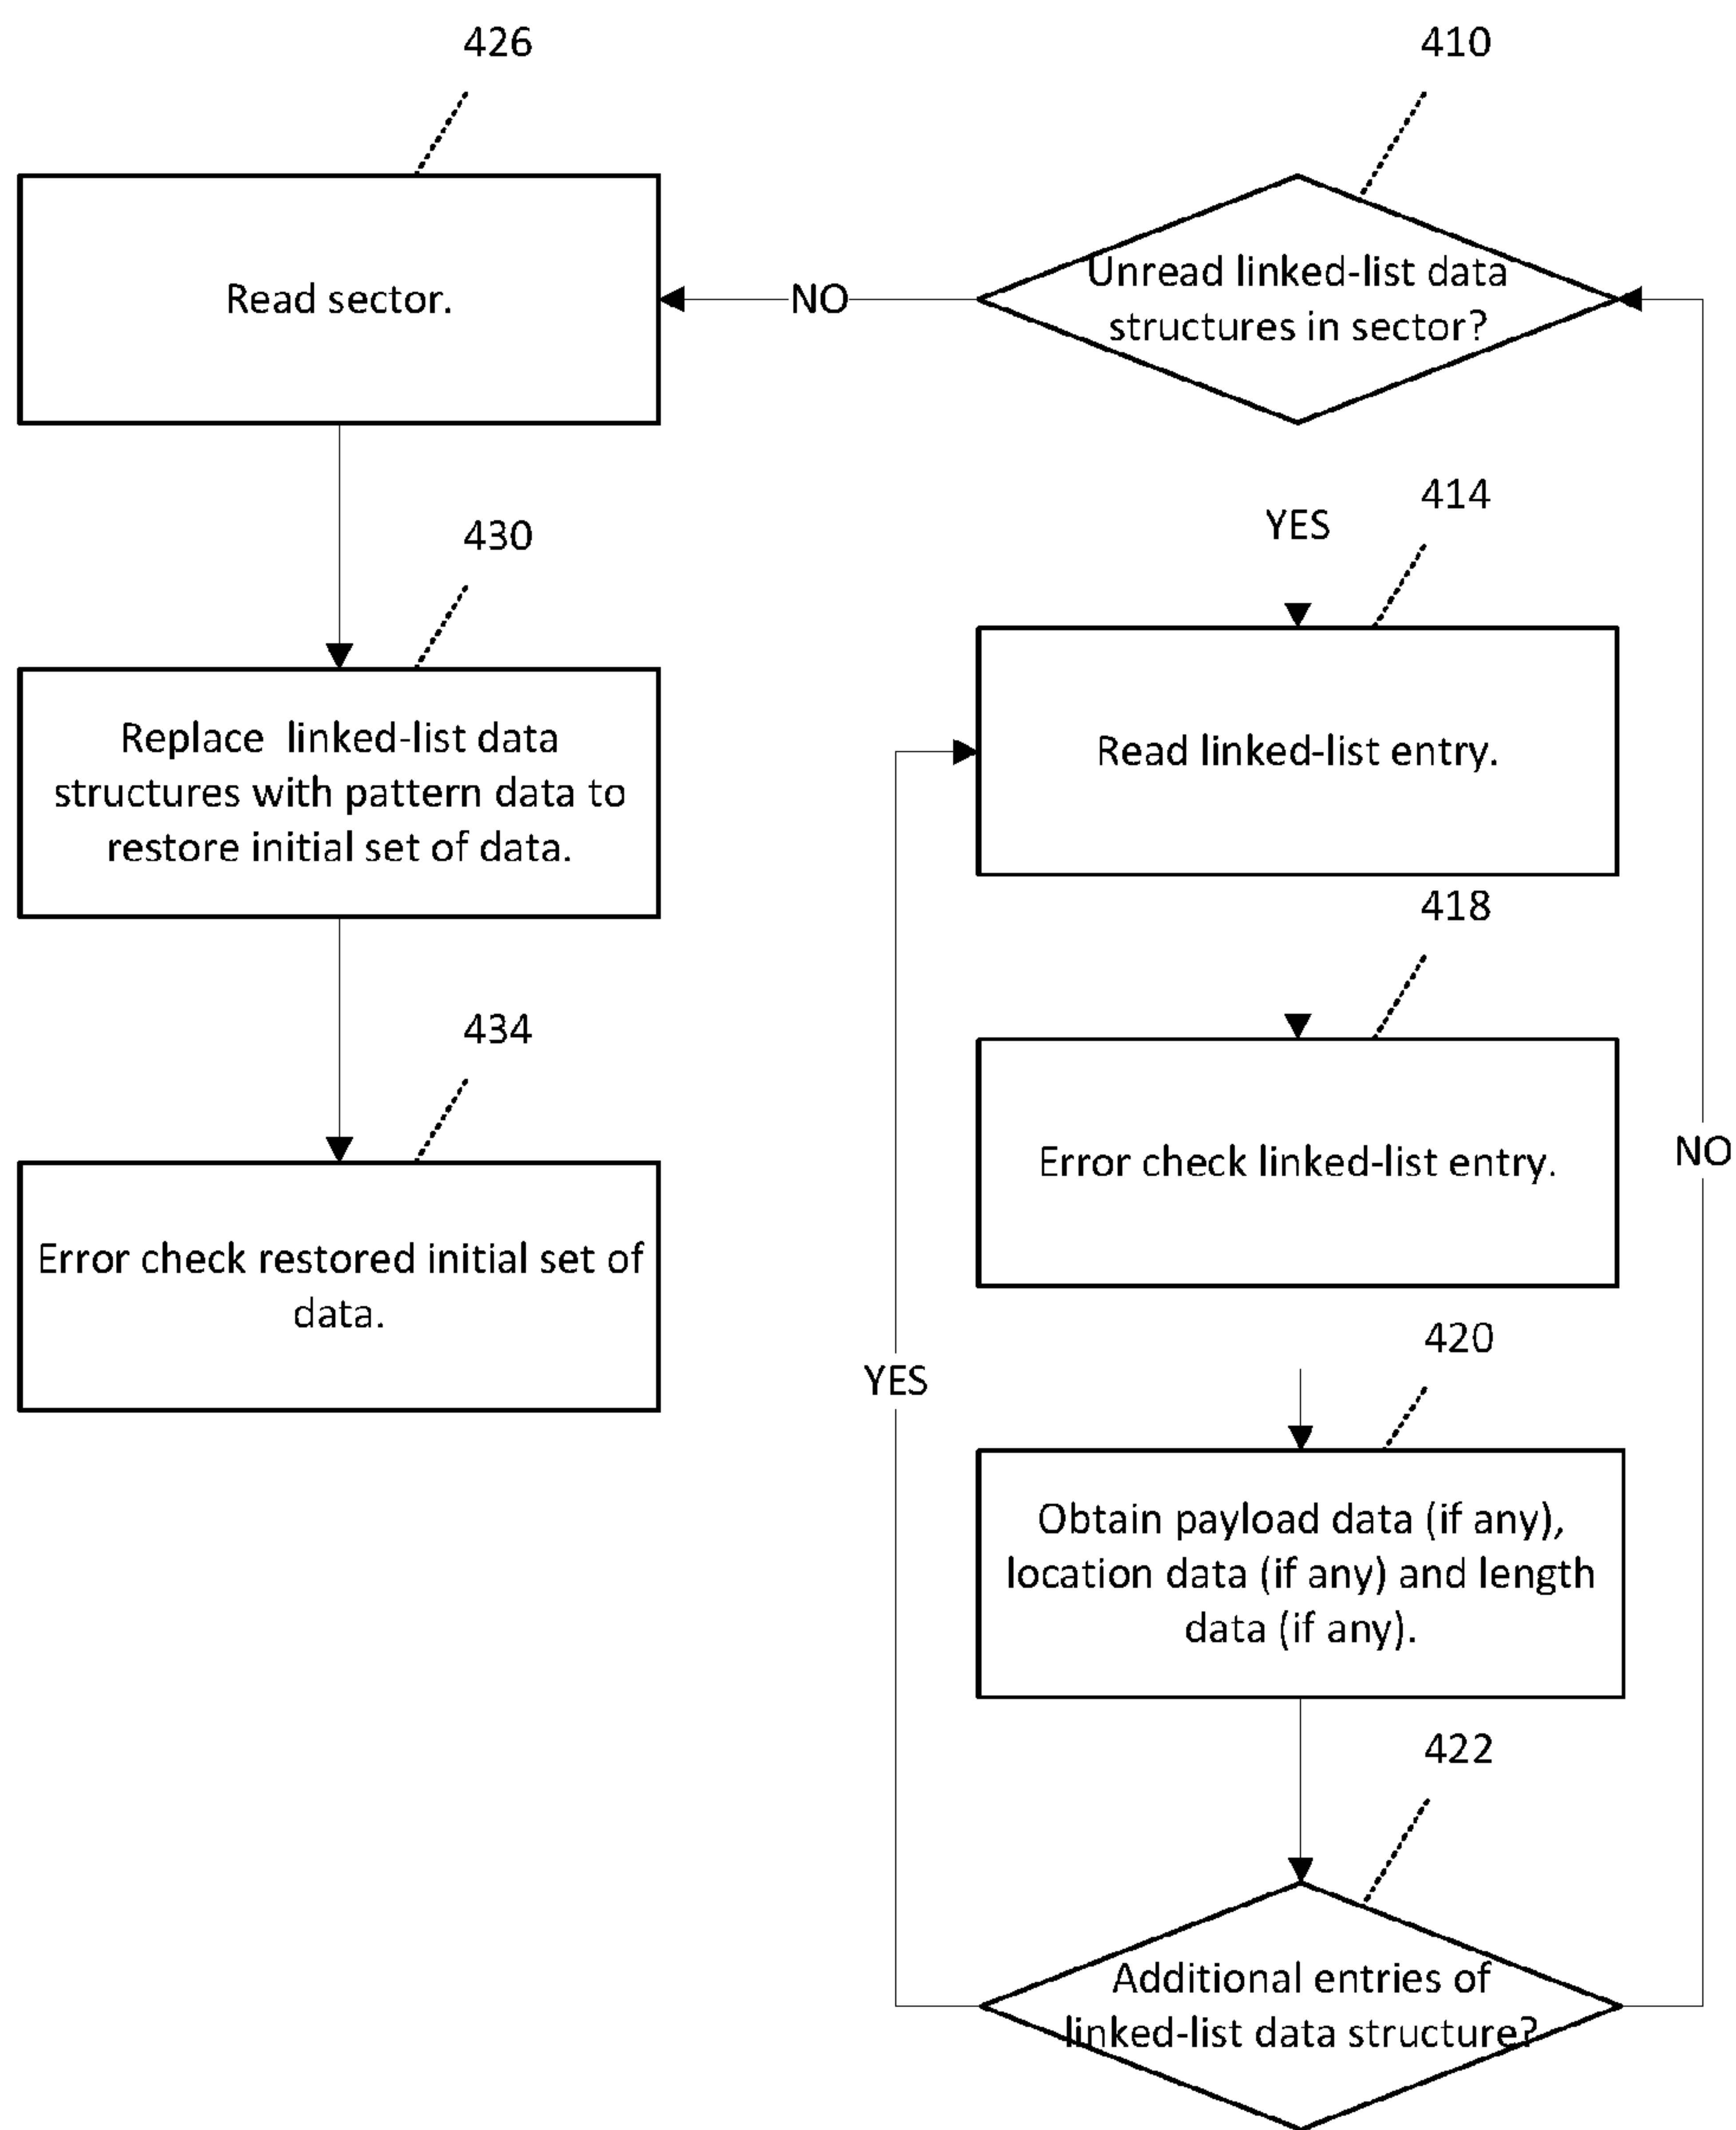 426
410
Read sector.
NO
Unread linked-list data
structures in sector?
414
YES
430
Replace linked-list data
structures with pattern data to
restore initial set of data.
Read linked-list entry.
418
434
Error check linked-list entry.
NO
Error check restored initial set of
data.
420
YES
Obtain payload data (if any),
location data (if any) and length
data (if any).
422
Additional entries of
linked-list data structure?